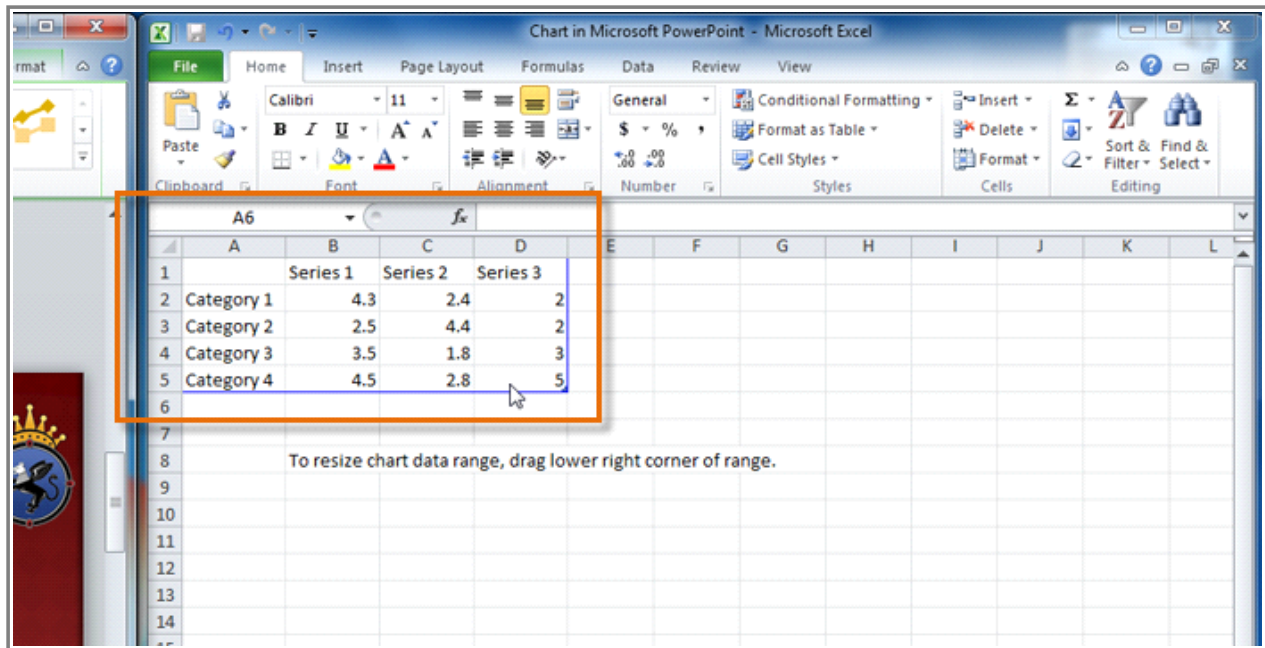 Chart in Microsoft PowerPoint - Microsoft Excel
rmat
File Home Insert Page Layout Formulas Data Review View
Calibri 11 General Conditional Formatting Insert Σ
Paste B I U A A $ % , Format as Table Delete Sort & Find &
A .0 .00 .00 .0 Cell Styles Format Filter Select
Clipboard Font Alignment Number Styles Cells Editing
A6 fx
A B C D E F G H I J K L
1 Series 1 Series 2 Series 3
2 Category 1 4.3 2.4 2
3 Category 2 2.5 4.4 2
4 Category 3 3.5 1.8 3
5 Category 4 4.5 2.8 5
6
7
8 To resize chart data range, drag lower right corner of range.
9
10
11
12
13
14